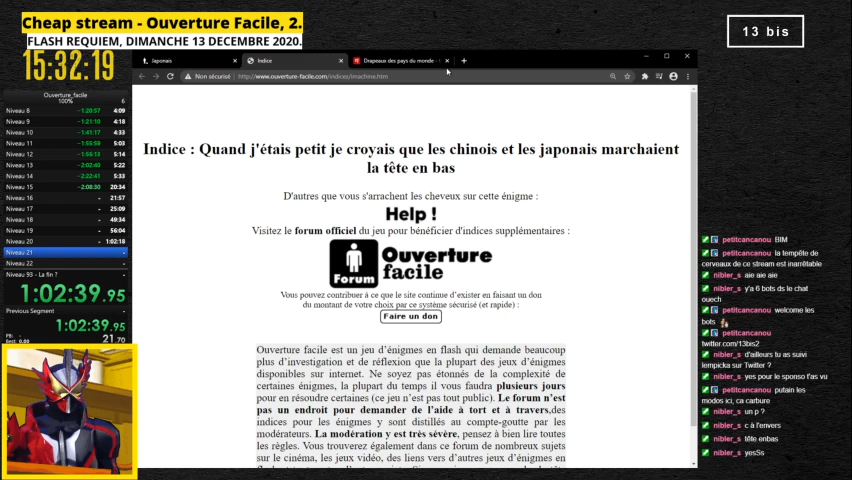 Cheap stream - Ouverture Facile, 2.
FLASH REQUIEM, DIMANCHE 13 DECEMBRE 2020.
15:32:19
13 bis
Ouverture_facile
100% 6
Niveau 8 -1:20:57 4:09
Niveau 9 -1:21:10 4:18
Niveau 10 -1:41:17 4:33
Niveau 11 -1:55:59 5:03
Niveau 12 -1:56:13 5:14
Niveau 13 -2:02:40 5:22
Niveau 14 -2:22:41 5:33
Niveau 15 -2:08:30 20:34
Niveau 16 - 21:57
Niveau 17 - 25:09
Niveau 18 - 49:34
Niveau 19 - 56:04
Niveau 20 - 1:02:18
Niveau 21 -
Niveau 22 -
Niveau 93 - La fin ? -
1:02:39.95
Previous Segment -
1:02:39.95
PB: -
Best: 0.00
21.70
Japonais
Indice
Drapeaux des pays du monde -
Non sécurisé | http://www.ouverture-facile.com/indices/imachine.htm
Indice : Quand j'étais petit je croyais que les chinois et les japonais marchaient
la tête en bas
D'autres que vous s'arrachent les cheveux sur cette énigme :
Help !
Visitez le forum officiel du jeu pour bénéficier d'indices supplémentaires :
Forum
Ouverture
facile
Vous pouvez contribuer à ce que le site continue d'exister en faisant un don
du montant de votre choix par ce système sécurisé (et rapide) :
Faire un don
Ouverture facile est un jeu d'énigmes en flash qui demande beaucoup
plus d'investigation et de réflexion que la plupart des jeux d'énigmes
disponibles sur internet. Ne soyez pas étonnés de la complexité de
certaines énigmes, la plupart du temps il vous faudra plusieurs jours
pour en résoudre certaines (ce jeu n'est pas tout public). Le forum n'est
pas un endroit pour demander de l'aide à tort et à travers,des
indices pour les énigmes y sont distillés au compte-goutte par les
modérateurs. La modération y est très sévère, pensez à bien lire toutes
les règles. Vous trouverez également dans ce forum de nombreux sujets
sur le cinéma, les jeux vidéo, des liens vers d'autres jeux d'énigmes en
petitcancanou BIM
petitcancanou la tempête de
cerveaux de ce stream est inarrêtable
nibler_s aie aie aie
nibler_s y'a 6 bots ds le chat
ouech
petitcancanou welcome les
bots
petitcancanou
twitter.com/13bis2
nibler_s d'ailleurs tu as suivi
lempicka sur Twitter ?
nibler_s yes pour le sponso t'as vu
petitcancanou putain les
modos ici, ca carbure
nibler_s un p ?
nibler_s c à l'envers
nibler_s tête enbas
nibler_s yesSs